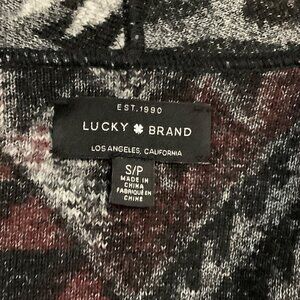 EST. 1990
LUCKY BRAND
LOS ANGELES, CALIFORNIA
S/P
MADE IN
CHINA
FABRIQUÉ EN
CHINE